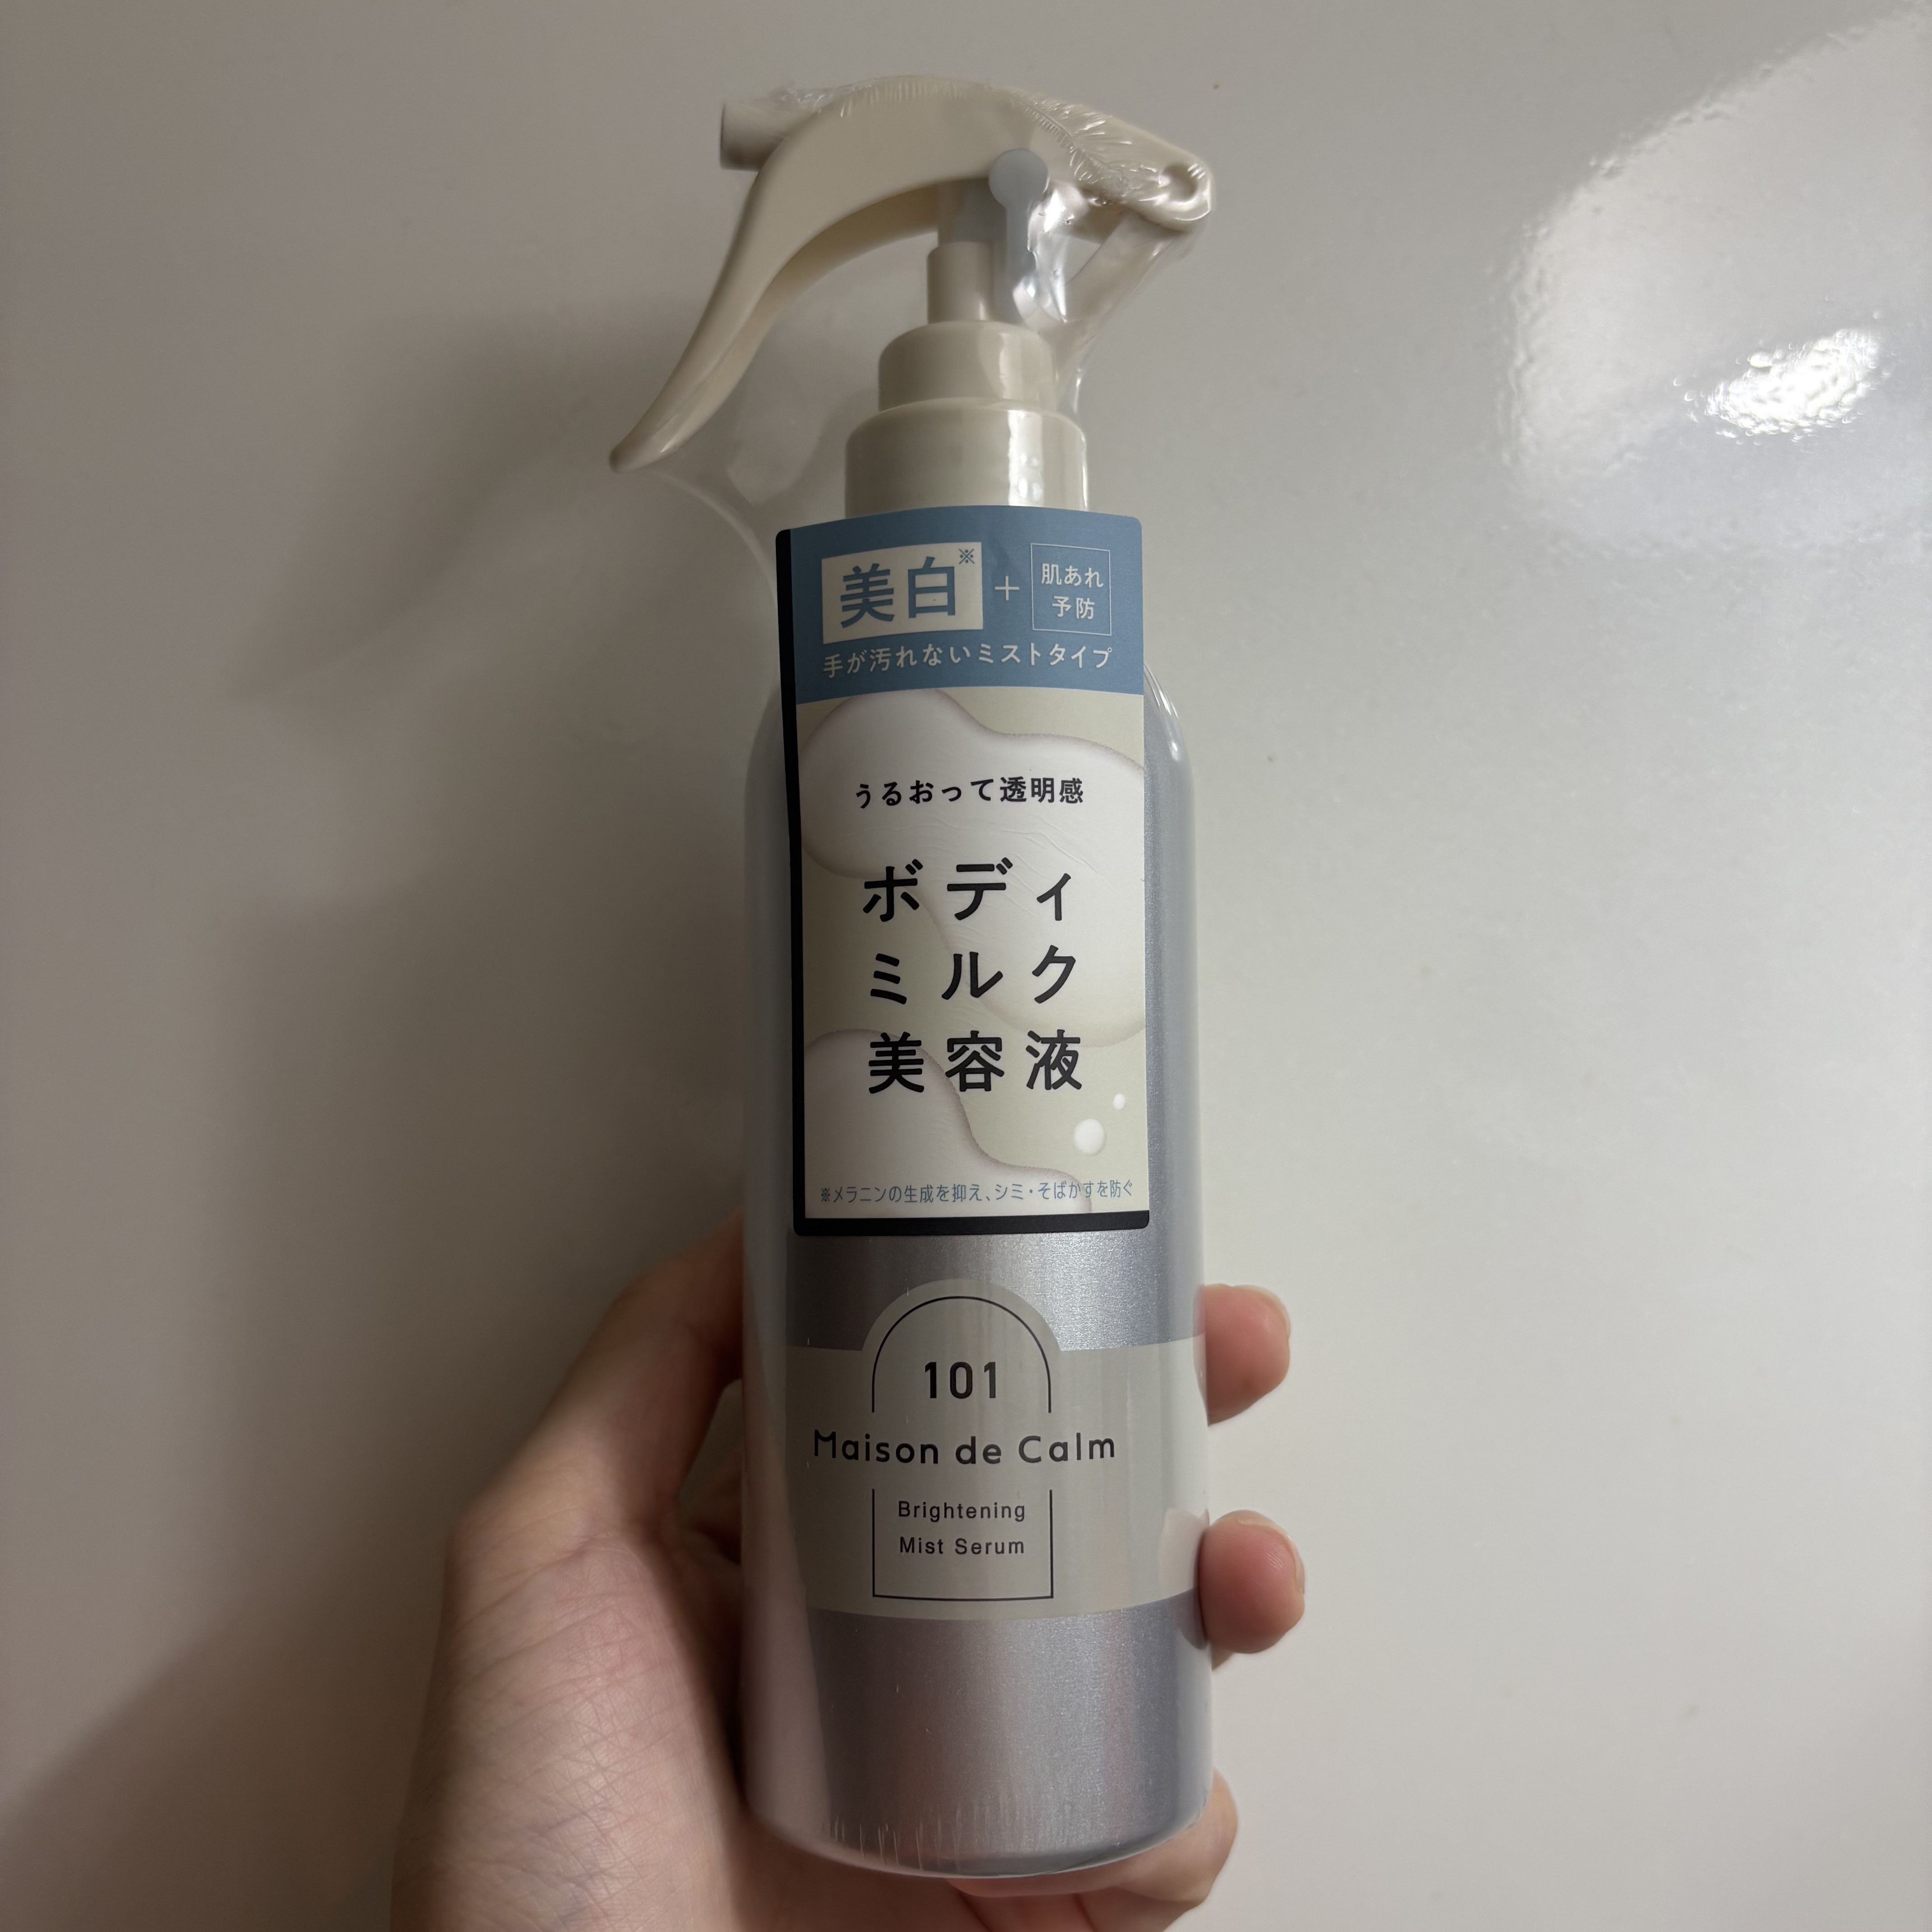 美白※ + 肌あれ
予防
手が汚れないミストタイプ
うるおって透明感
ボディ
ミルク
美容液
※メラニンの生成を抑え、シミ・そばかすを防ぐ
101
Maison de Calm
Brightening
Mist Serum